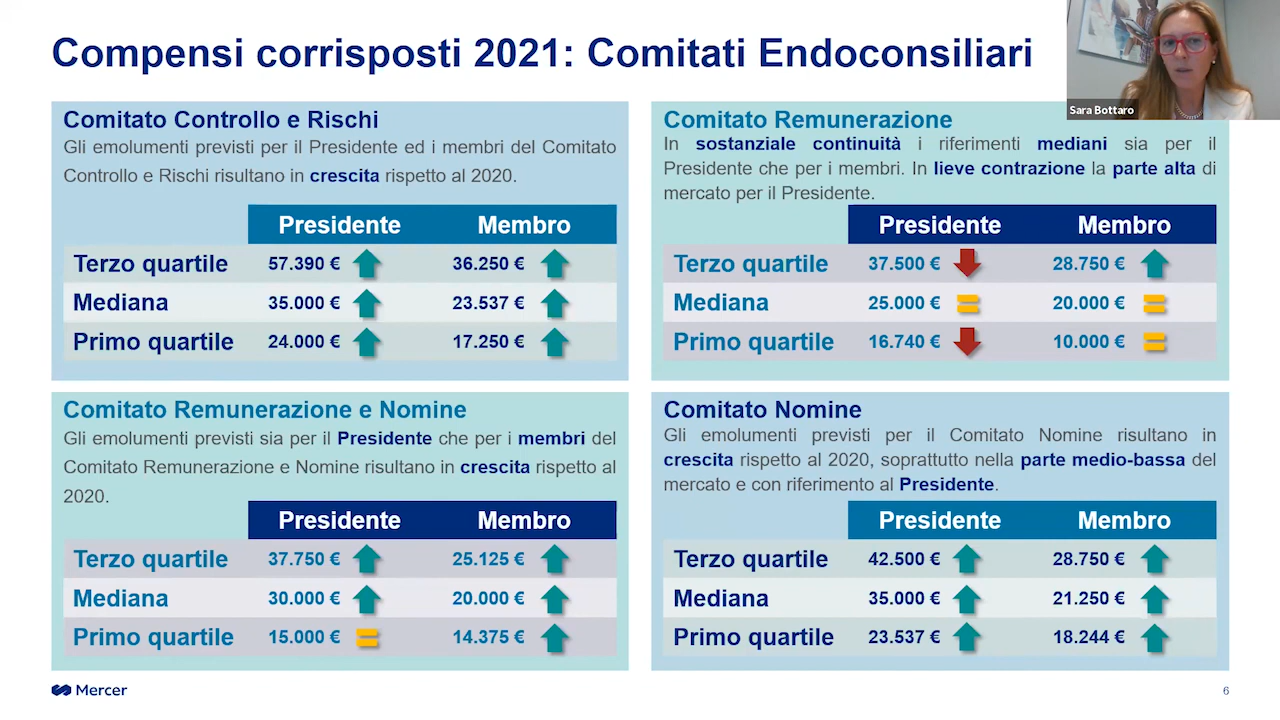 Compensi corrisposti 2021: Comitati Endoconsiliari
Sara Bottaro
Comitato Controllo e Rischi
Gli emolumenti previsti per il Presidente ed i membri del Comitato
Controllo e Rischi risultano in crescita rispetto al 2020.
Presidente Membro
Terzo quartile 57.390 € 36.250 €
Mediana 35.000 € 23.537 €
Primo quartile 24.000 € 17.250 €
Comitato Remunerazione
In sostanziale continuità i riferimenti mediani sia per il
Presidente che per i membri. In lieve contrazione la parte alta di
mercato per il Presidente.
Presidente Membro
Terzo quartile 37.500 € 28.750 €
Mediana 25.000 € = 20.000 € =
Primo quartile 16.740 € 10.000 € =
Comitato Remunerazione e Nomine
Gli emolumenti previsti sia per il Presidente che per i membri del
Comitato Remunerazione e Nomine risultano in crescita rispetto al
2020.
Presidente Membro
Terzo quartile 37.750 € 25.125 €
Mediana 30.000 € 20.000 €
Primo quartile 15.000 € = 14.375 €
Comitato Nomine
Gli emolumenti previsti per il Comitato Nomine risultano in
crescita rispetto al 2020, soprattutto nella parte medio-bassa del
mercato e con riferimento al Presidente.
Presidente Membro
Terzo quartile 42.500 € 28.750 €
Mediana 35.000 € 21.250 €
Primo quartile 23.537 € 18.244 €
Mercer
6